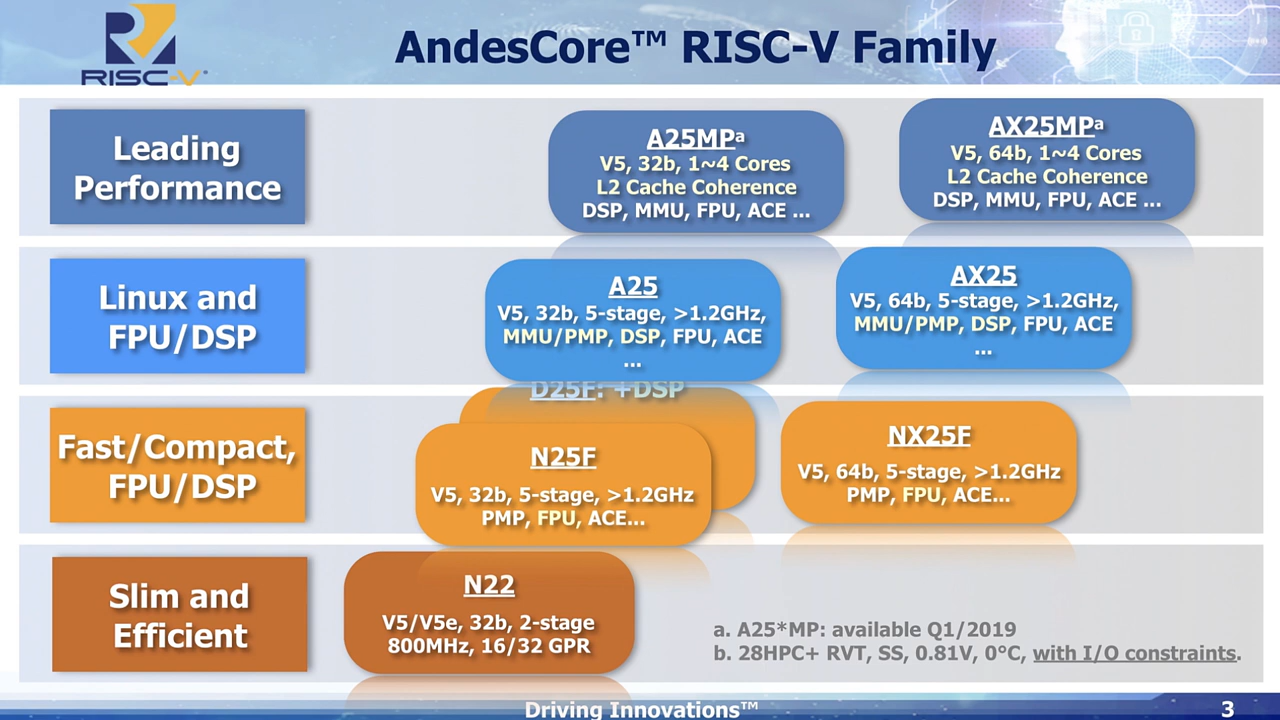 RISC-V
AndesCore™ RISC-V Family
Leading
Performance
A25MPa
V5, 32b, 1~4 Cores
L2 Cache Coherence
DSP, MMU, FPU, ACE ...
AX25MPa
V5, 64b, 1~4 Cores
L2 Cache Coherence
DSP, MMU, FPU, ACE ...
Linux and
FPU/DSP
A25
V5, 32b, 5-stage, >1.2GHz,
MMU/PMP, DSP, FPU, ACE
...
AX25
V5, 64b, 5-stage, >1.2GHz,
MMU/PMP, DSP, FPU, ACE
...
Fast/Compact,
FPU/DSP
D25F: +DSP
N25F
V5, 32b, 5-stage, >1.2GHz
PMP, FPU, ACE...
NX25F
V5, 64b, 5-stage, >1.2GHz
PMP, FPU, ACE...
Slim and
Efficient
N22
V5/V5e, 32b, 2-stage
800MHz, 16/32 GPR
a. A25*MP: available Q1/2019
b. 28HPC+ RVT, SS, 0.81V, 0°C, with I/O constraints.
Driving Innovations™
3